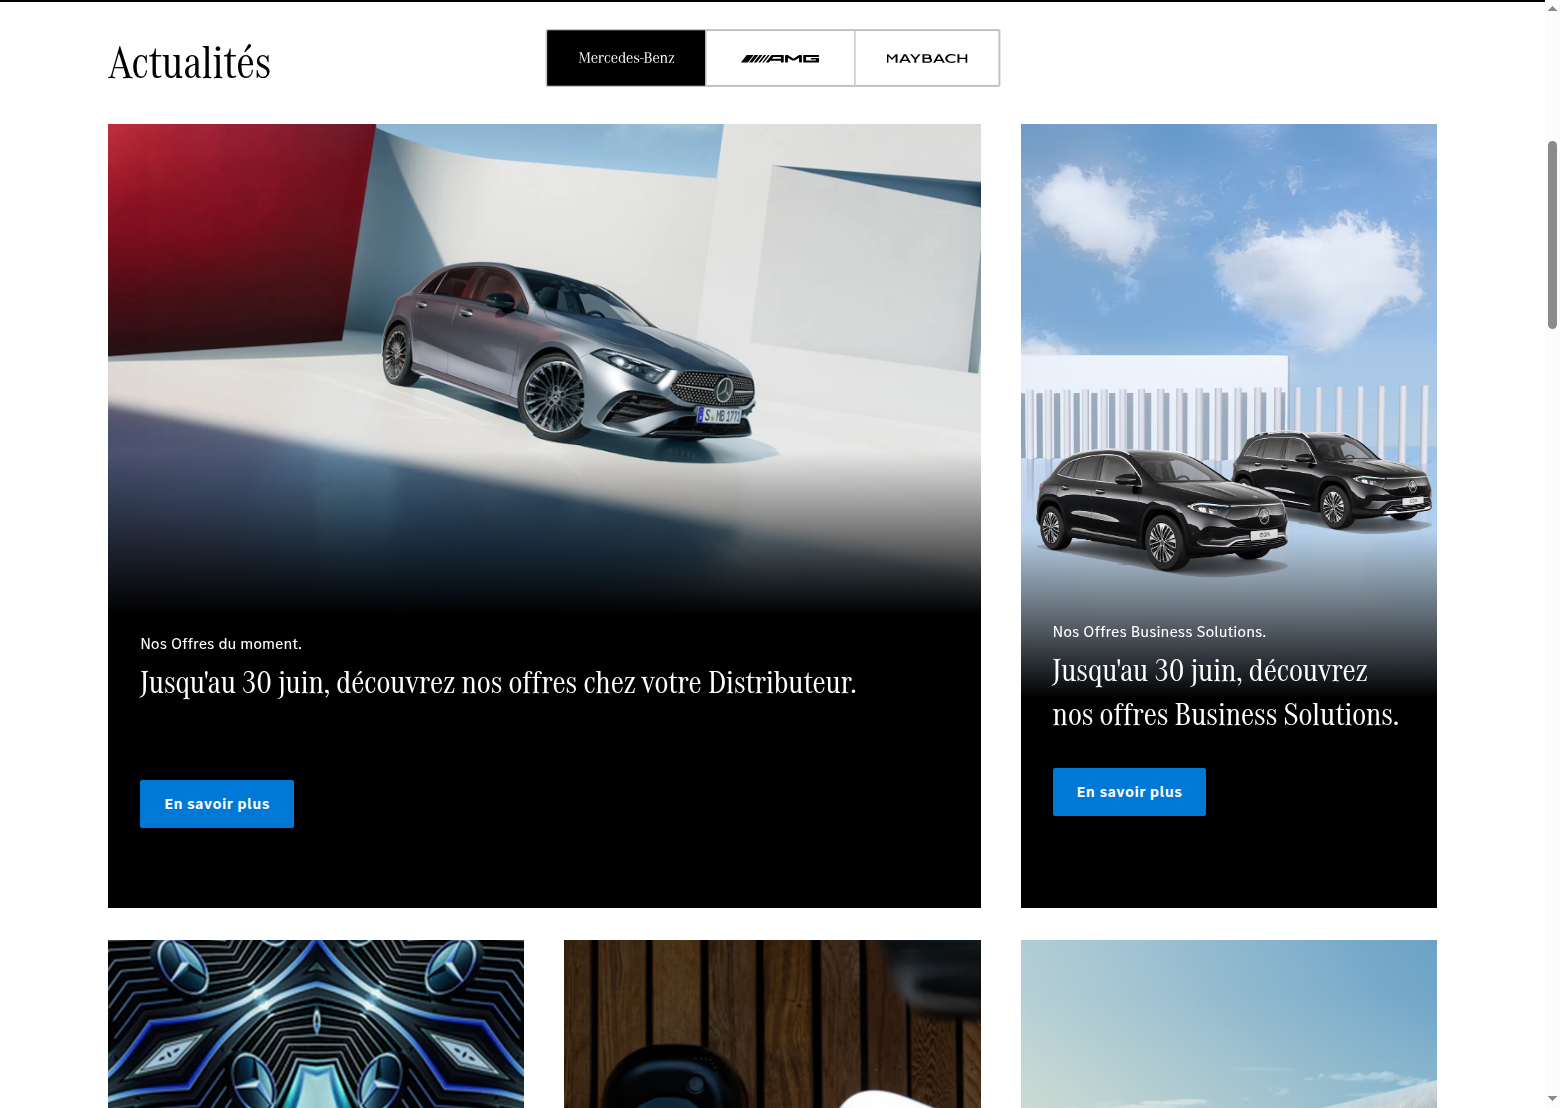 Actualités
Mercedes-Benz
AMG
MAYBACH
S MB 1771
Nos Offres du moment.
Jusqu'au 30 juin, découvrez nos offres chez votre Distributeur.
En savoir plus
Nos Offres Business Solutions.
Jusqu'au 30 juin, découvrez
nos offres Business Solutions.
En savoir plus